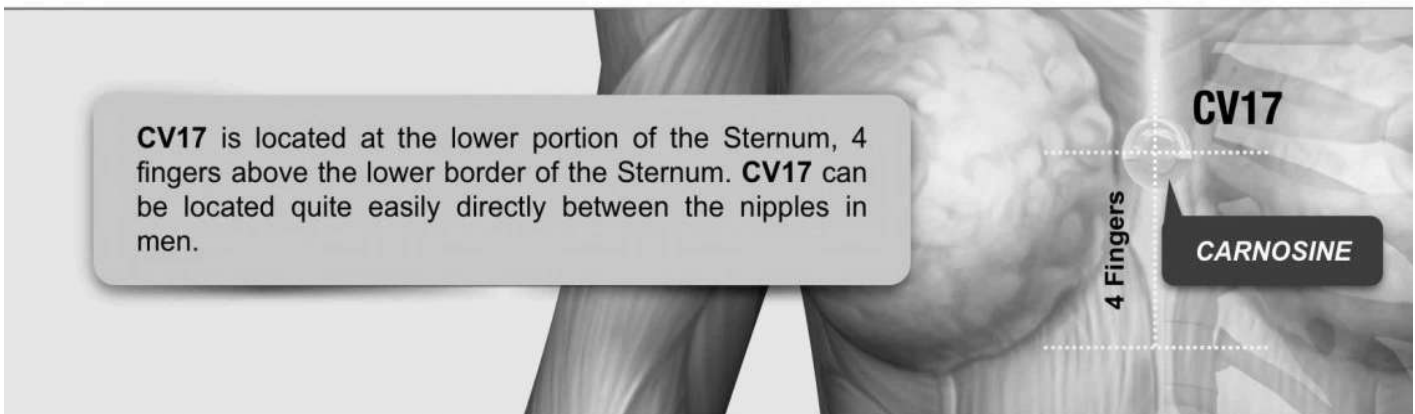 CV17 is located at the lower portion of the Sternum, 4
fingers above the lower border of the Sternum. CV17 can
be located quite easily directly between the nipples in
men.
CV17
4 Fingers
CARNOSINE